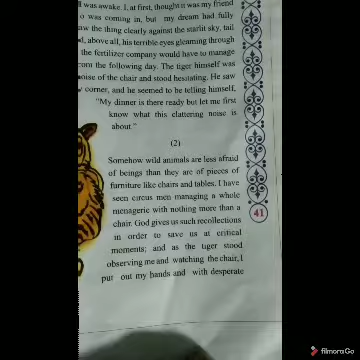 I was awake. I, at first, thought it was my friend
o was coming in, but my dream had fully
aw the thing clearly against the starlit sky, tail
d, above all, his terrible eyes gleaming through
the fertilizer company would have to manage
rom the following day. The tiger himself was
noise of the chair and stood hesitating. He saw
corner, and he seemed to be telling himself,
"My dinner is there ready but let me first
know what this clattering noise is
about."
(2)
Somehow wild animals are less afraid
of beings than they are of pieces of
furniture like chairs and tables. I have
seen circus men managing a whole
menagerie with nothing more than a
chair. God gives us such recollections
in order to save us at critical
moments; and as the tiger stood
observing me and watching the chair, I
put out my hands and with desperate
41
filmoraGo